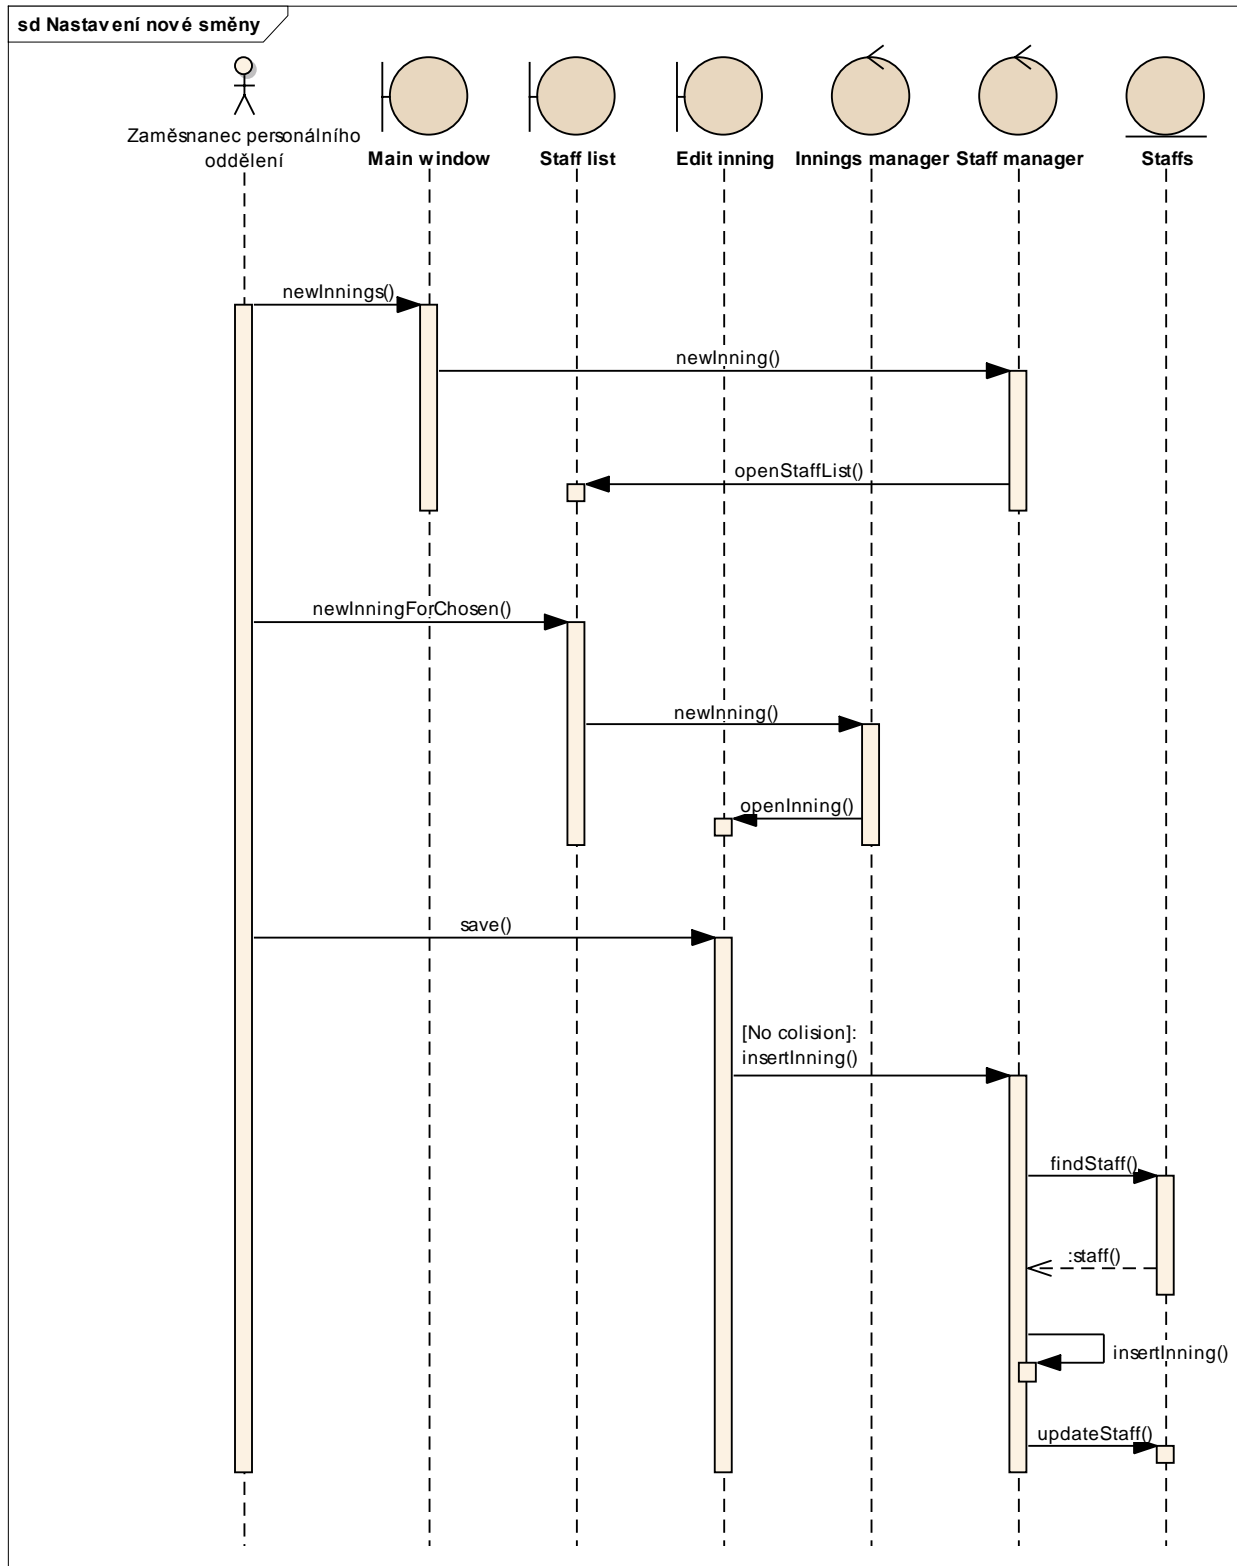 sd Nastavení nové směny
Zaměsnanec personálního
oddělení
Main window
Staff list
Edit inning
Innings manager
Staff manager
Staffs
newInnings()
newInning()
openStaffList()
newInningForChosen()
newInning()
openInning()
save()
[No colision]:
insertInning()
findStaff()
:staff()
insertInning()
updateStaff()